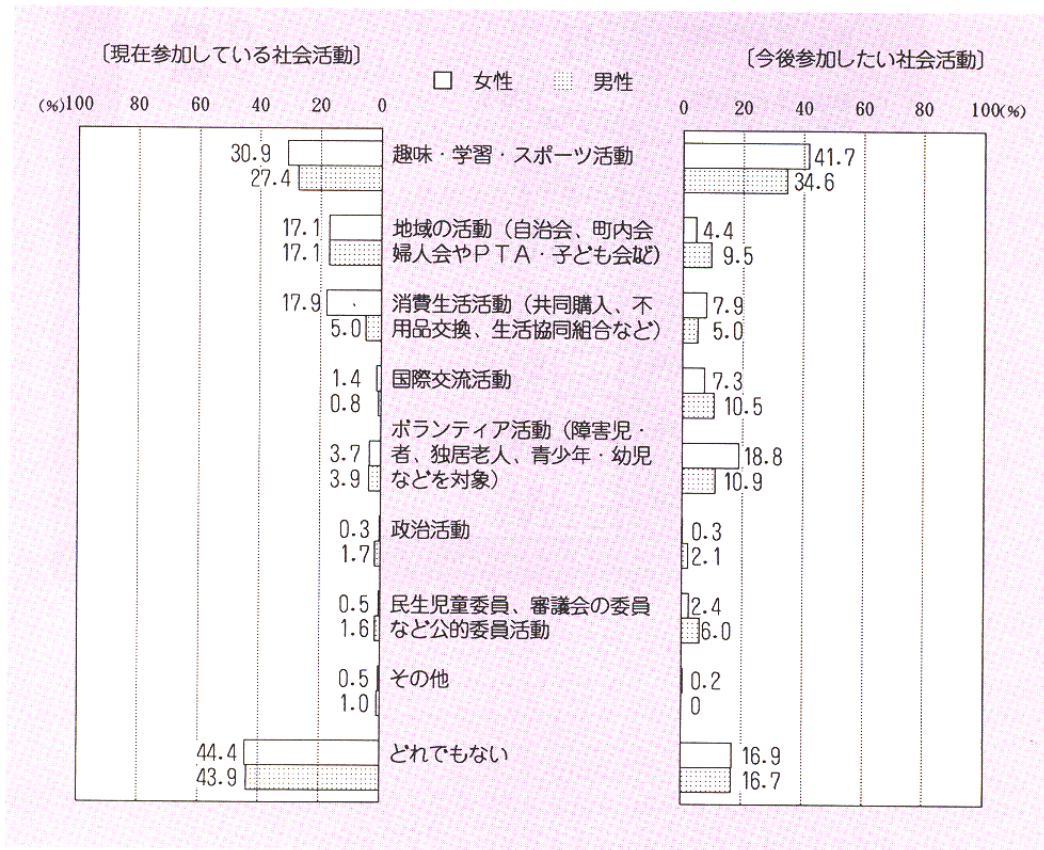 〔現在参加している社会活動〕
〔今後参加したい社会活動〕
女性 男性
(%)100 80 60 40 20 0
0 20 40 60 80 100(%)
30.9 趣味・学習・スポーツ活動 41.7
27.4 34.6
17.1 地域の活動（自治会、町内会 4.4
17.1 婦人会やＰＴＡ・子ども会など） 9.5
17.9 消費生活活動（共同購入、不 7.9
5.0 用品交換、生活協同組合など） 5.0
1.4 国際交流活動 7.3
0.8 10.5
ボランティア活動（障害児・
3.7 者、独居老人、青少年・幼児 18.8
3.9 などを対象） 10.9
0.3 政治活動 0.3
1.7 2.1
0.5 民生児童委員、審議会の委員 2.4
1.6 など公的委員活動 6.0
0.5 その他 0.2
1.0 0
44.4 どれでもない 16.9
43.9 16.7